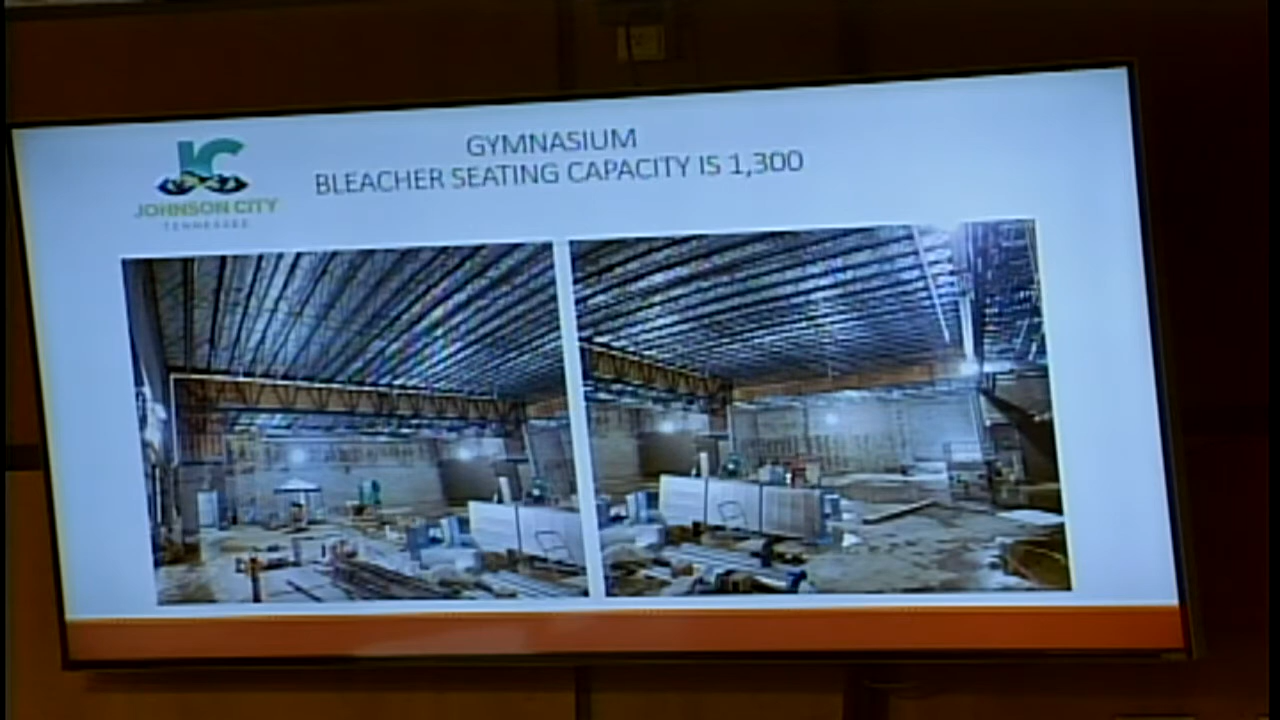 JC
JOHNSON CITY
TENNESSEE
GYMNASIUM
BLEACHER SEATING CAPACITY IS 1,300